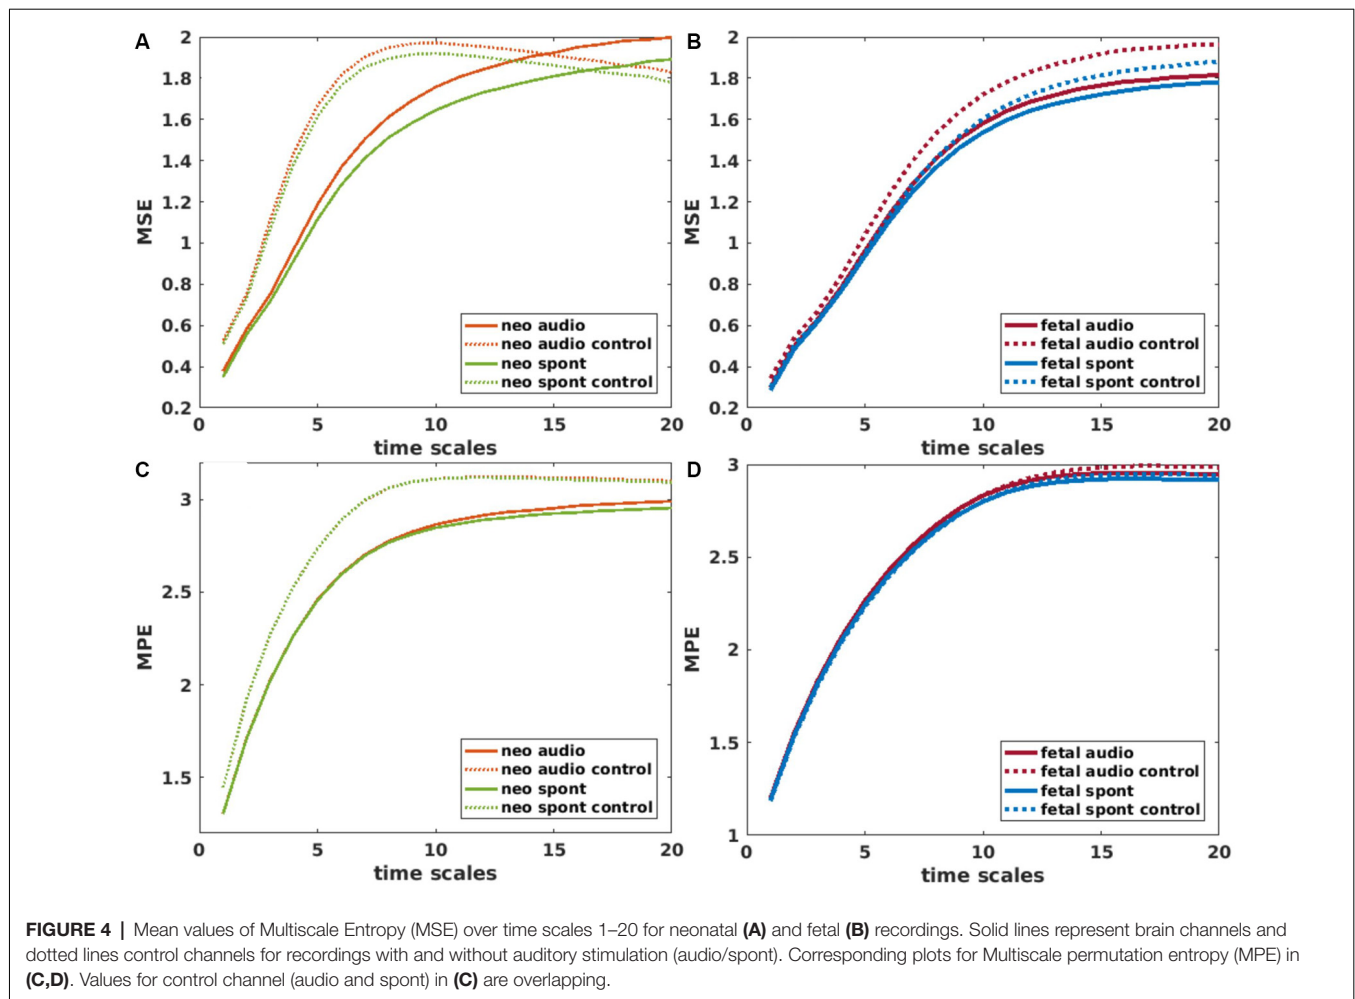 A
2
1.8
1.6
1.4
1.2
1
0.8
0.6
0.4
0.2
MSE
0 5 10 15 20
time scales
neo audio
neo audio control
neo spont
neo spont control
B
2
1.8
1.6
1.4
1.2
1
0.8
0.6
0.4
0.2
MSE
0 5 10 15 20
time scales
fetal audio
fetal audio control
fetal spont
fetal spont control
C
3
2.5
2
1.5
MPE
0 5 10 15 20
time scales
neo audio
neo audio control
neo spont
neo spont control
D
3
2.5
2
1.5
1
MPE
0 5 10 15 20
time scales
fetal audio
fetal audio control
fetal spont
fetal spont control
FIGURE 4 | Mean values of Multiscale Entropy (MSE) over time scales 1–20 for neonatal (A) and fetal (B) recordings. Solid lines represent brain channels and
dotted lines control channels for recordings with and without auditory stimulation (audio/spont). Corresponding plots for Multiscale permutation entropy (MPE) in
(C,D). Values for control channel (audio and spont) in (C) are overlapping.